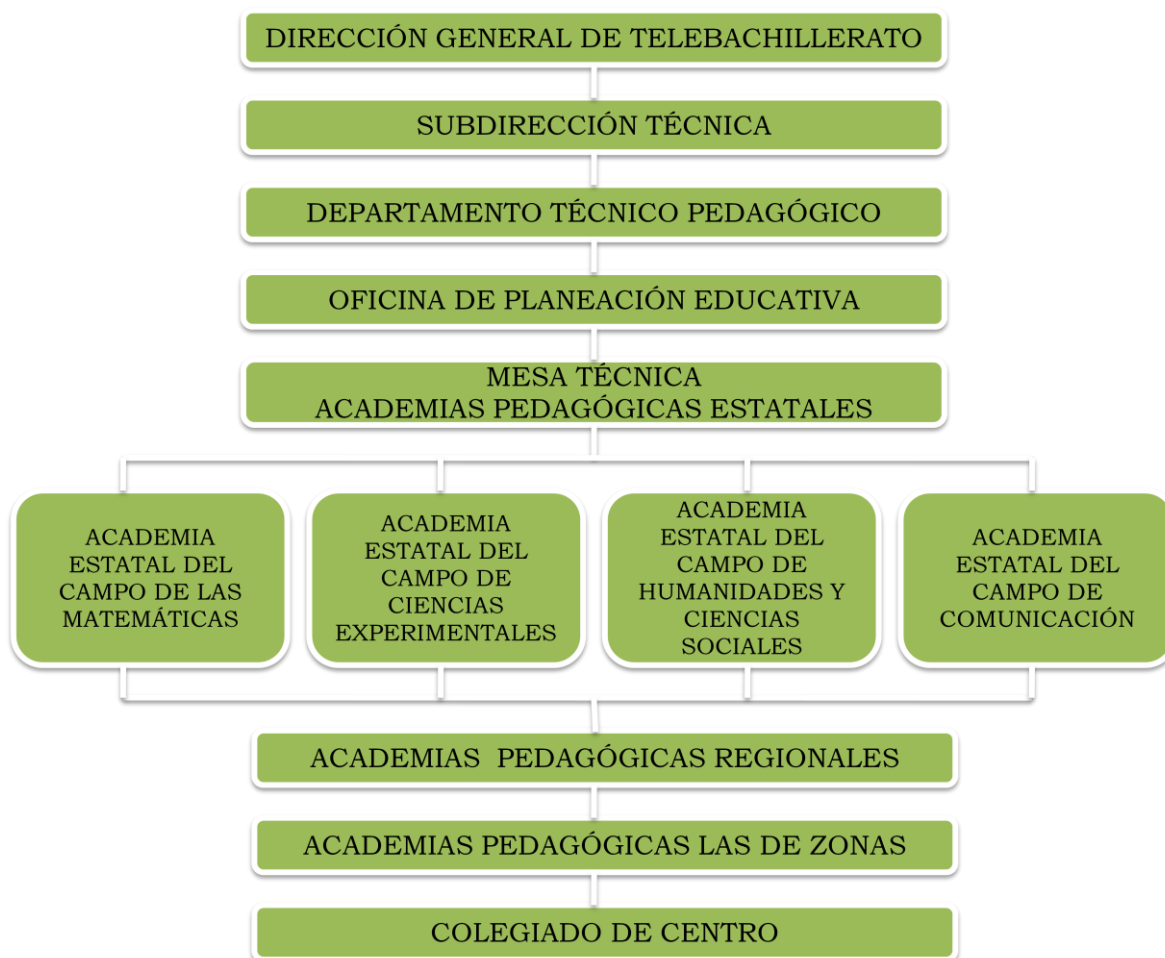 DIRECCIÓN GENERAL DE TELEBACHILLERATO
SUBDIRECCIÓN TÉCNICA
DEPARTAMENTO TÉCNICO PEDAGÓGICO
OFICINA DE PLANEACIÓN EDUCATIVA
MESA TÉCNICA
ACADEMIAS PEDAGÓGICAS ESTATALES
ACADEMIA
ESTATAL DEL
CAMPO DE LAS
MATEMÁTICAS
ACADEMIA
ESTATAL DEL
CAMPO DE
CIENCIAS
EXPERIMENTALES
ACADEMIA
ESTATAL DEL
CAMPO DE
HUMANIDADES Y
CIENCIAS
SOCIALES
ACADEMIA
ESTATAL DEL
CAMPO DE
COMUNICACIÓN
ACADEMIAS  PEDAGÓGICAS REGIONALES
ACADEMIAS PEDAGÓGICAS LAS DE ZONAS
COLEGIADO DE CENTRO